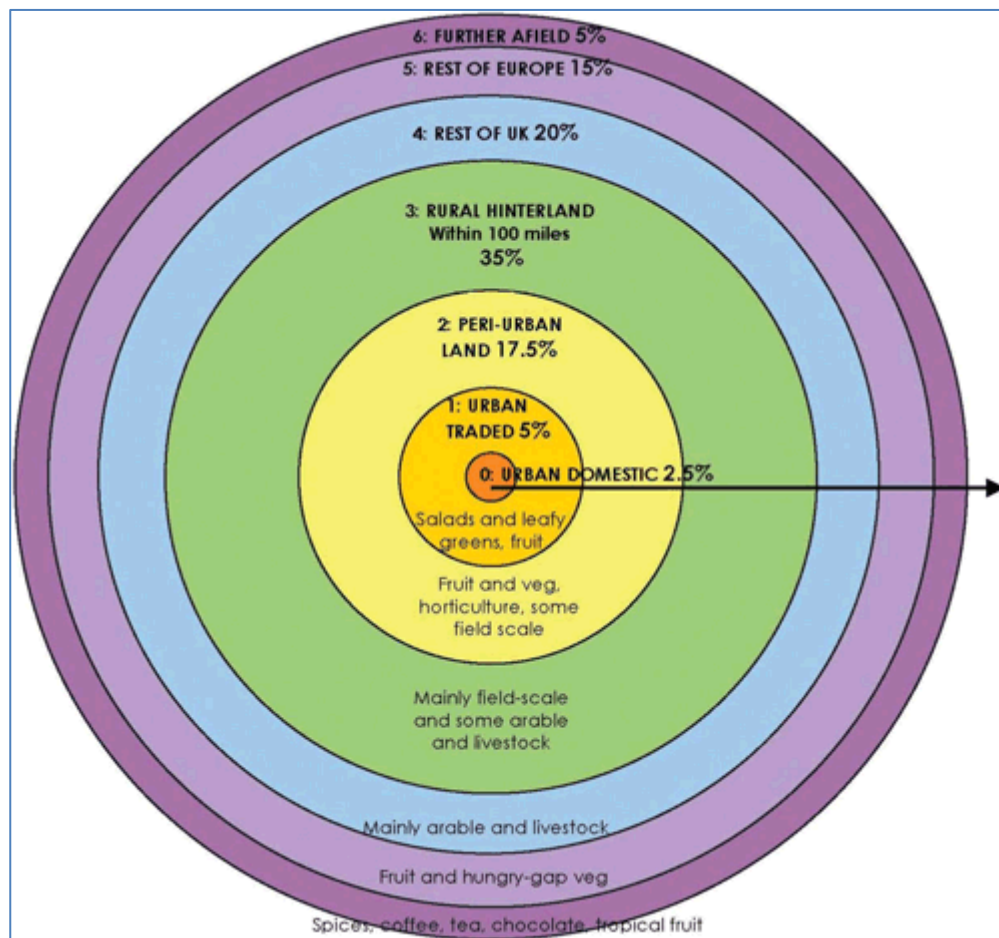 6: FURTHER AFIELD 5%
5: REST OF EUROPE 15%
4: REST OF UK 20%
3: RURAL HINTERLAND
Within 100 miles
35%
2: PERI-URBAN
LAND 17.5%
1: URBAN
TRADED 5%
0: URBAN DOMESTIC 2.5%
Salads and leafy
greens, fruit
Fruit and veg,
horticulture, some
field scale
Mainly field-scale
and some arable
and livestock
Mainly arable and livestock
Fruit and hungry-gap veg
Spices, coffee, tea, chocolate, tropical fruit